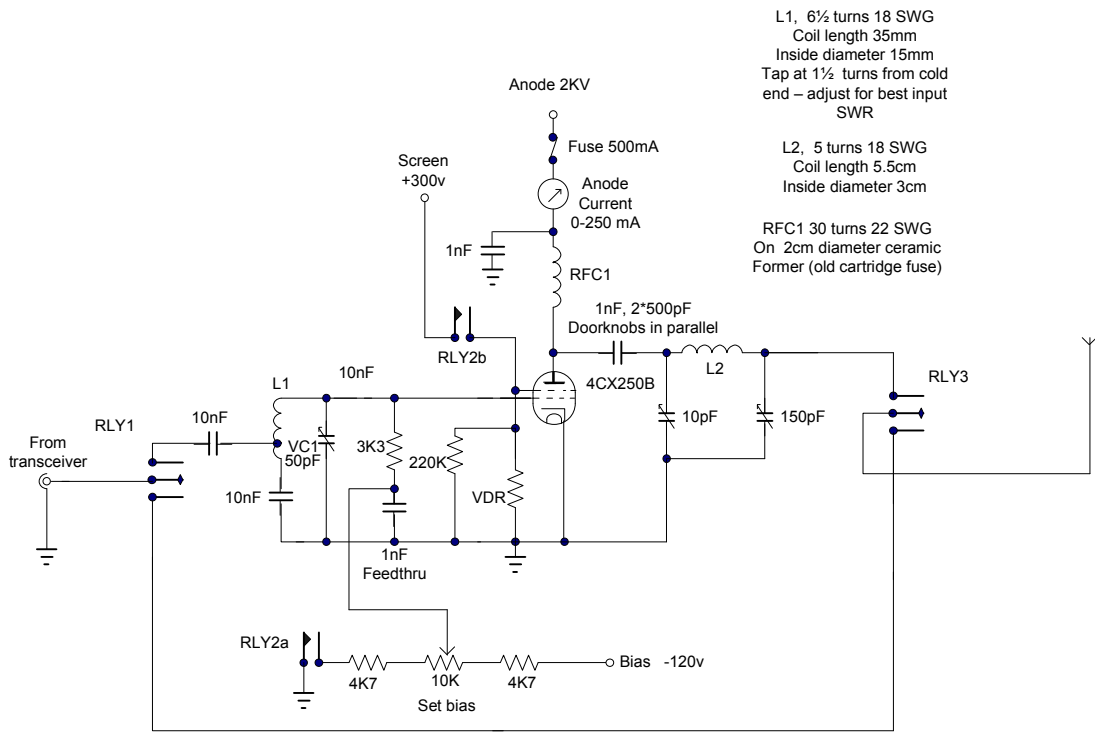 L1, 6½ turns 18 SWG
Coil length 35mm
Inside diameter 15mm
Tap at 1½ turns from cold
end – adjust for best input
SWR
L2, 5 turns 18 SWG
Coil length 5.5cm
Inside diameter 3cm
RFC1 30 turns 22 SWG
On 2cm diameter ceramic
Former (old cartridge fuse)
Anode 2KV
Fuse 500mA
Screen
+300v
Anode
Current
0-250 mA
1nF
RFC1
1nF, 2*500pF
Doorknobs in parallel
RLY2b
4CX250B
L2
RLY3
L1
10nF
10nF
RLY1
From
transceiver
VC1
50pF
3K3
220K
10pF
150pF
10nF
VDR
1nF
Feedthru
RLY2a
4K7
10K
4K7
Bias -120v
Set bias